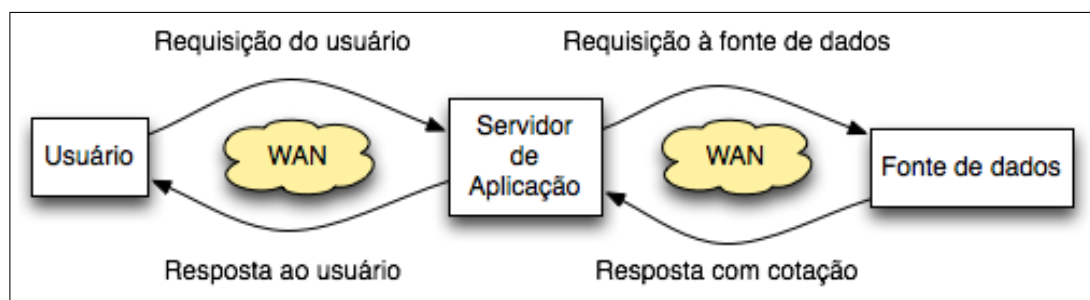 Requisição do usuário
Requisição à fonte de dados
Usuário
WAN
Servidor
de
Aplicação
WAN
Fonte de dados
Resposta ao usuário
Resposta com cotação